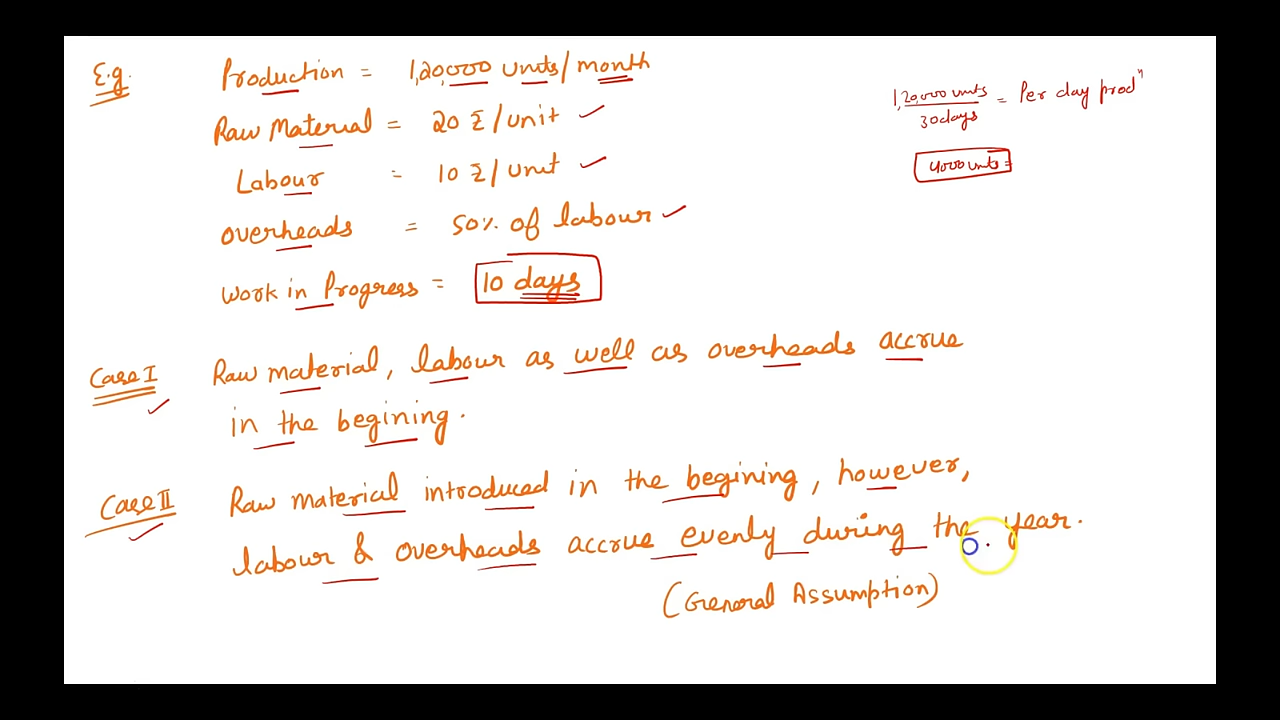 E.g. Production = 1,20,000 units/month
Raw Material = 20 ₹/unit
Labour = 10 ₹/unit
overheads = 50% of labour
Work in Progress = 10 days
1,20,000 units / 30 days = Per day prodⁿ
4000 units =
Case I Raw material, labour as well as overheads accrue
in the begining.
Case II Raw material introduced in the begining, however,
labour & overheads accrue evenly during the year.
(General Assumption)